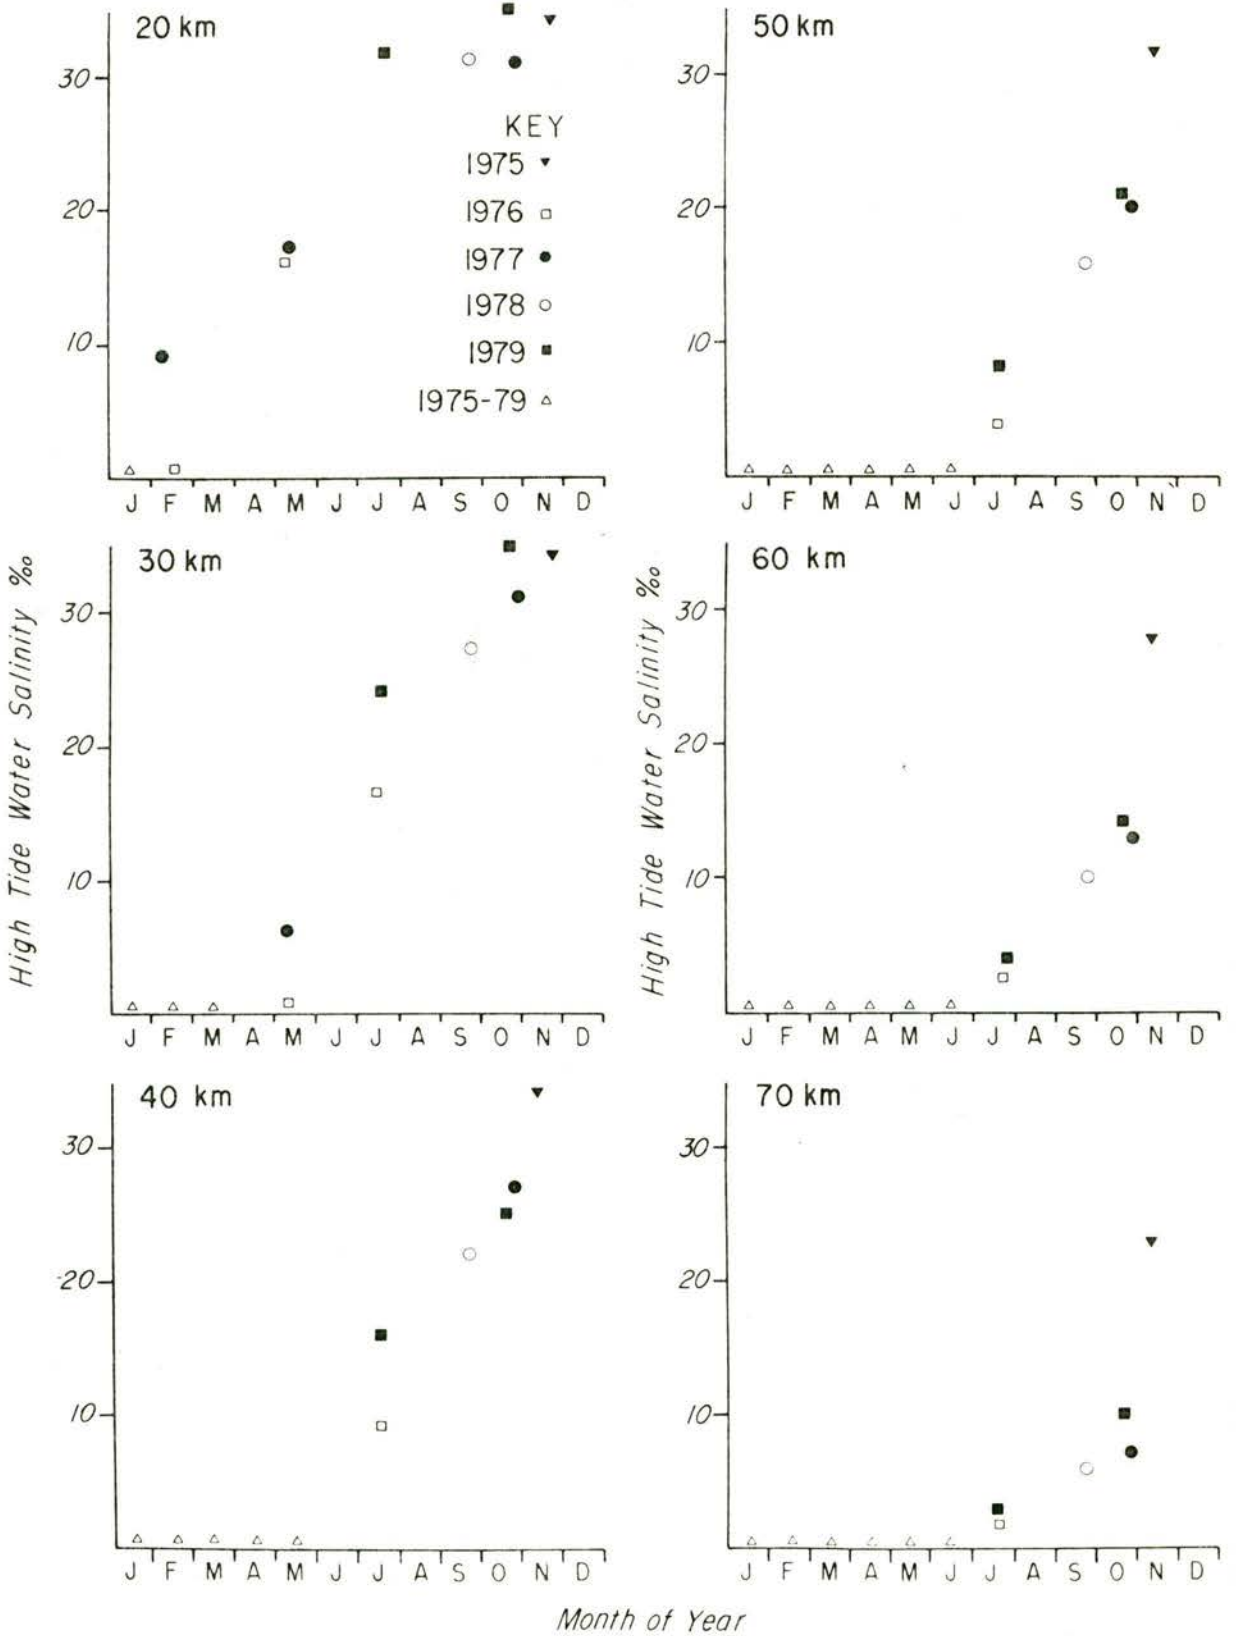 20 km
30
20
10
KEY
1975
1976
1977
1978
1979
1975-79
J F M A M J J A S O N D
50 km
30
20
10
J F M A M J J A S O N D
High Tide Water Salinity ‰
30 km
30
20
10
J F M A M J J A S O N D
High Tide Water Salinity ‰
60 km
30
20
10
J F M A M J J A S O N D
40 km
30
20
10
J F M A M J J A S O N D
70 km
30
20
10
J F M A M J J A S O N D
Month of Year